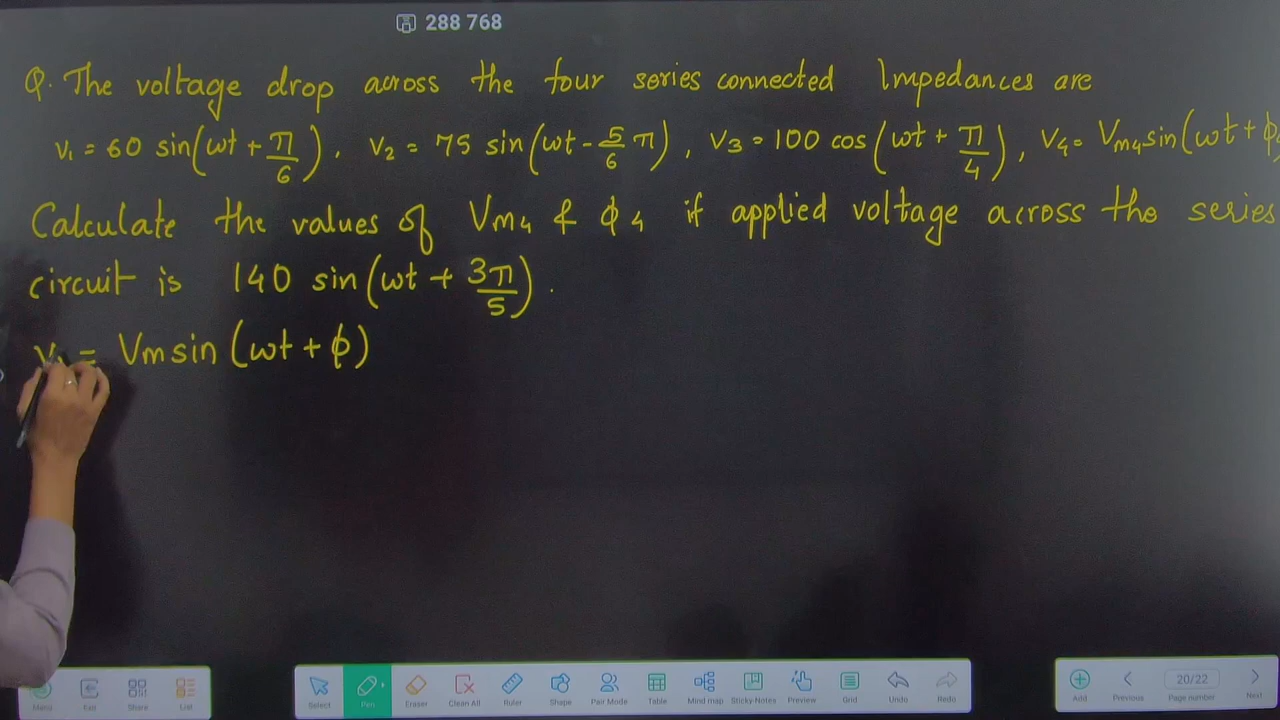 288 768
Q. The voltage drop across the four series connected Impedances are
v₁ = 60 sin(ωt + π/6), v₂ = 75 sin(ωt - 5/6 π), v₃ = 100 cos(ωt + π/4), v₄ = Vm₄ sin(ωt + ϕ
Calculate the values of Vm₄ & ϕ₄ if applied voltage across the series
circuit is 140 sin(ωt + 3π/5).
= Vm sin(ωt + ϕ)
Menu Exit Share List Select Pen Eraser Clean All Ruler Shape Pair Mode Table Mind map Sticky-Notes Preview Grid Undo Redo Add Previous 20/22 Page number Next